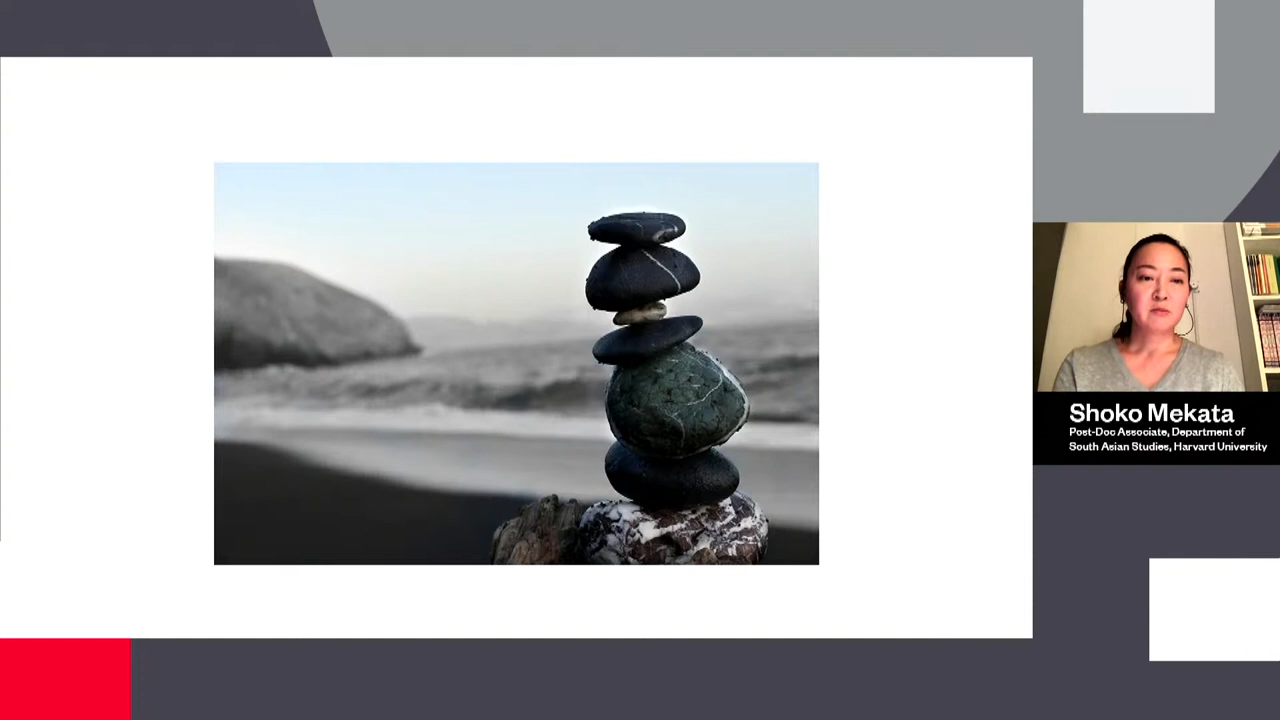 Shoko Mekata
Post-Doc Associate, Department of
South Asian Studies, Harvard University